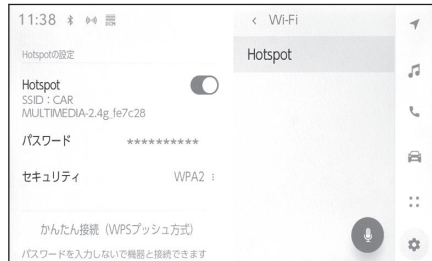 11:38
Hotspotの設定
Hotspot
SSID：CAR
MULTIMEDIA-2.4g_fe7c28
パスワード **********
セキュリティ WPA2
かんたん接続（WPSプッシュ方式）
パスワードを入力しないで機器と接続できます
< Wi-Fi
Hotspot